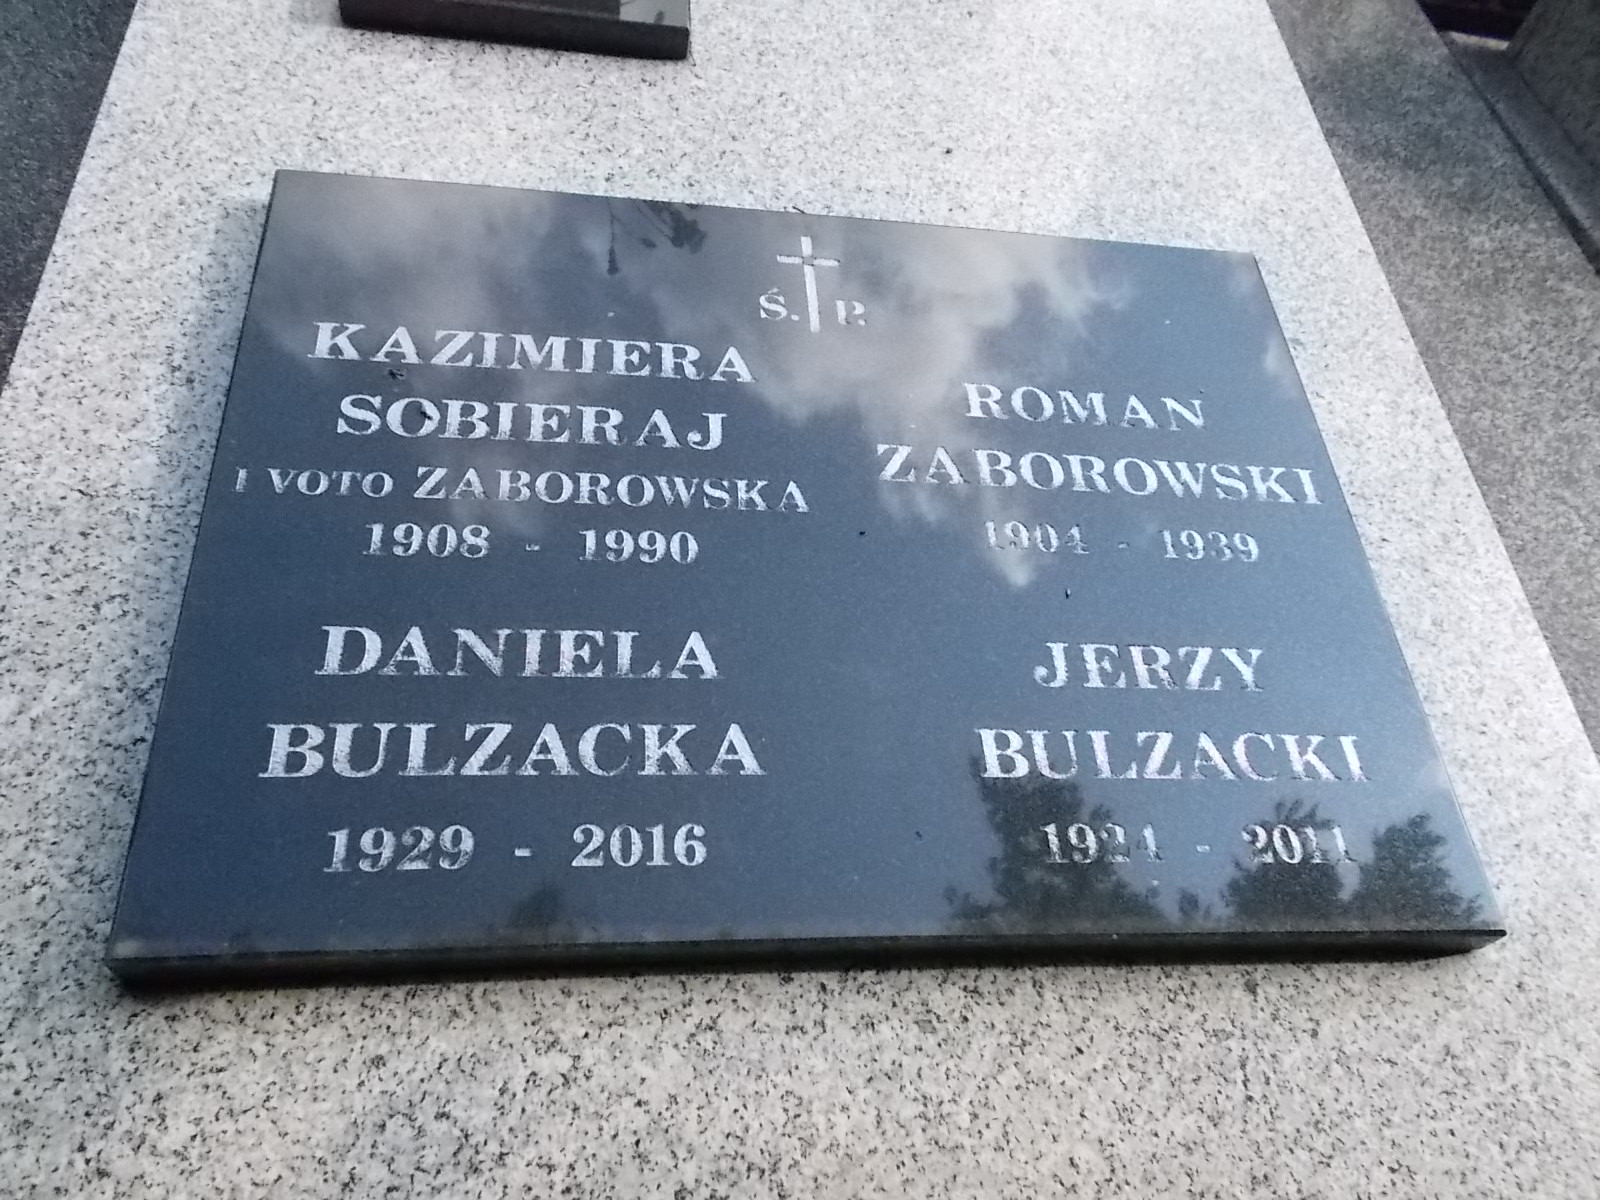 Ś. P.
KAZIMIERA
SOBIERAJ
I VOTO ZABOROWSKA
1908 - 1990
ROMAN
ZABOROWSKI
1904 - 1939
DANIELA
BULZACKA
1929 - 2016
JERZY
BULZACKI
1924 - 2011